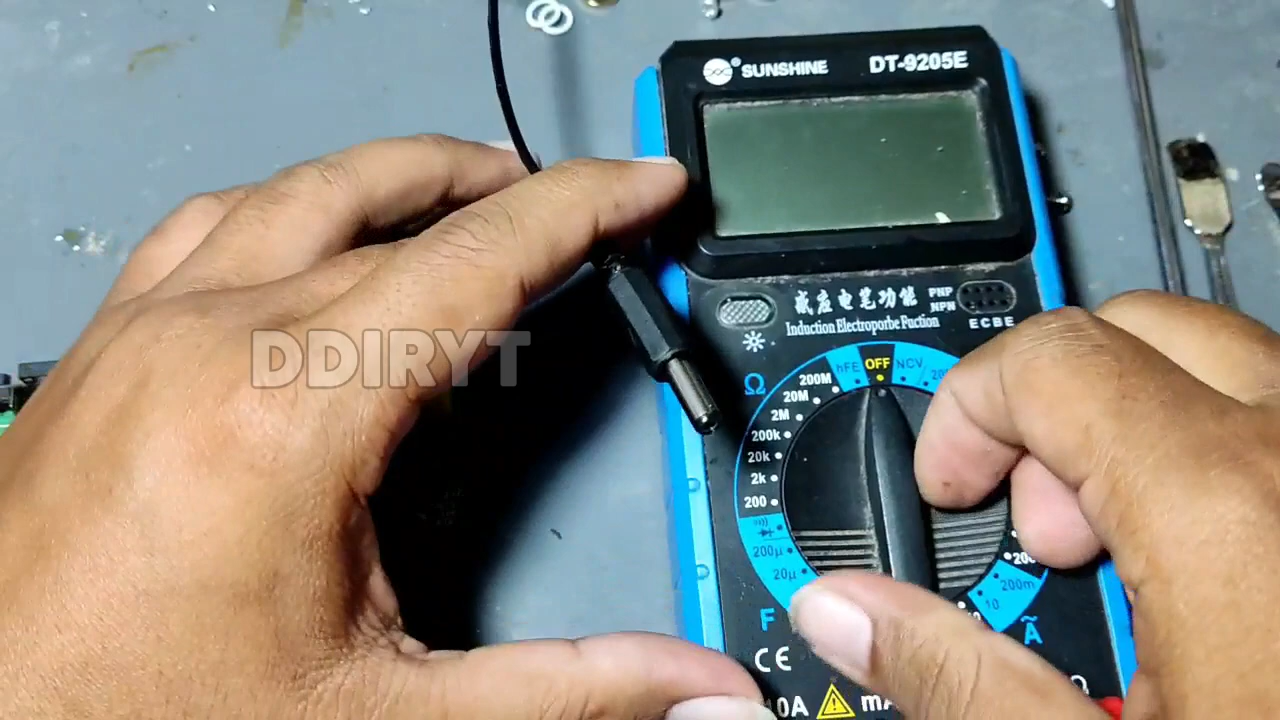 SUNSHINE DT-9205E
感应电笔功能
Induction Electroporbe Fuction
PNP
NPN
ECBE
DDIRYT
Ω
200M
hFE
OFF
NCV
20M
2M
200k
20k
2k
200
200μ
20μ
200m
10
F
Ã
CE
10A
Ω